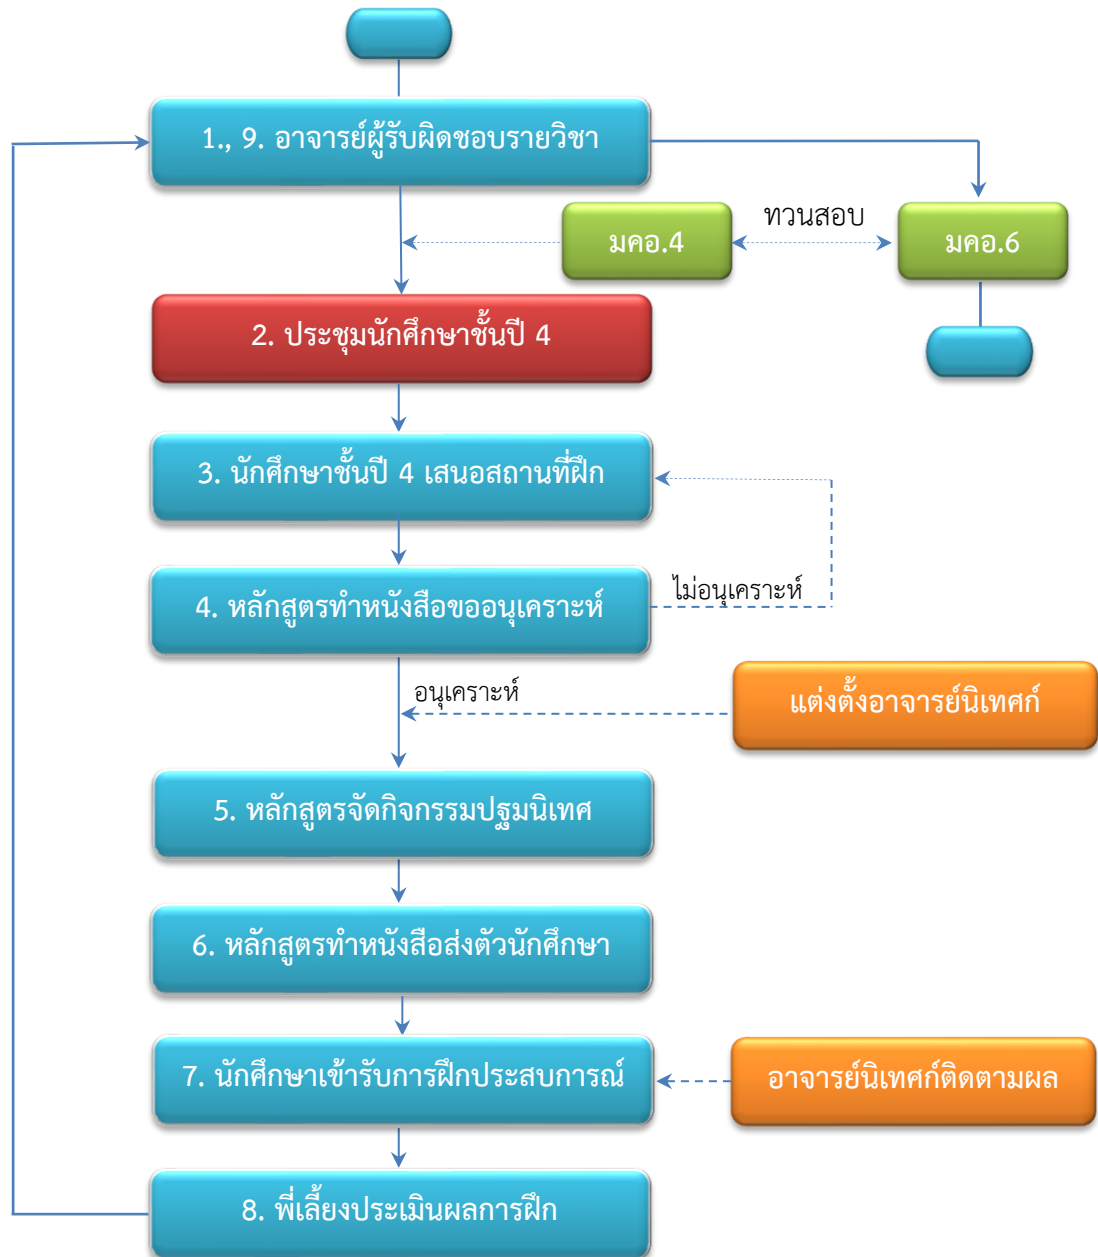 1., 9. อาจารย์ผู้รับผิดชอบรายวิชา
มคอ.4
ทวนสอบ
มคอ.6
2. ประชุมนักศึกษาชั้นปี 4
3. นักศึกษาชั้นปี 4 เสนอสถานที่ฝึก
4. หลักสูตรทำหนังสือขออนุเคราะห์
ไม่อนุเคราะห์
อนุเคราะห์
แต่งตั้งอาจารย์นิเทศก์
5. หลักสูตรจัดกิจกรรมปฐมนิเทศ
6. หลักสูตรทำหนังสือส่งตัวนักศึกษา
7. นักศึกษาเข้ารับการฝึกประสบการณ์
อาจารย์นิเทศก์ติดตามผล
8. พี่เลี้ยงประเมินผลการฝึก